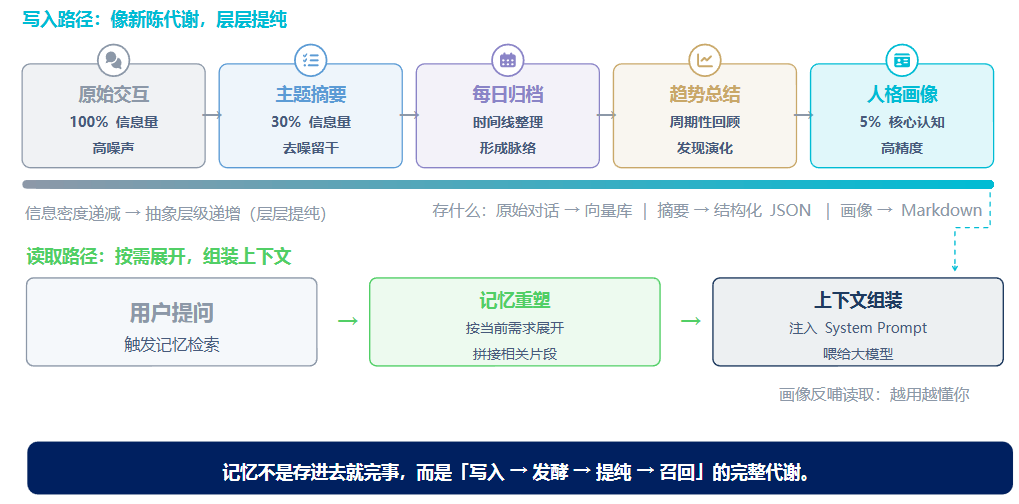 写入路径：像新陈代谢，层层提纯
原始交互
100% 信息量
高噪声
主题摘要
30% 信息量
去噪留干
每日归档
时间线整理
形成脉络
趋势总结
周期性回顾
发现演化
人格画像
5% 核心认知
高精度
信息密度递减 → 抽象层级递增（层层提纯）
存什么：原始对话 → 向量库 | 摘要 → 结构化 JSON | 画像 → Markdown
读取路径：按需展开，组装上下文
用户提问
触发记忆检索
→
记忆重塑
按当前需求展开
拼接相关片段
→
上下文组装
注入 System Prompt
喂给大模型
画像反哺读取：越用越懂你
记忆不是存进去就完事，而是「写入 → 发酵 → 提纯 → 召回」的完整代谢。